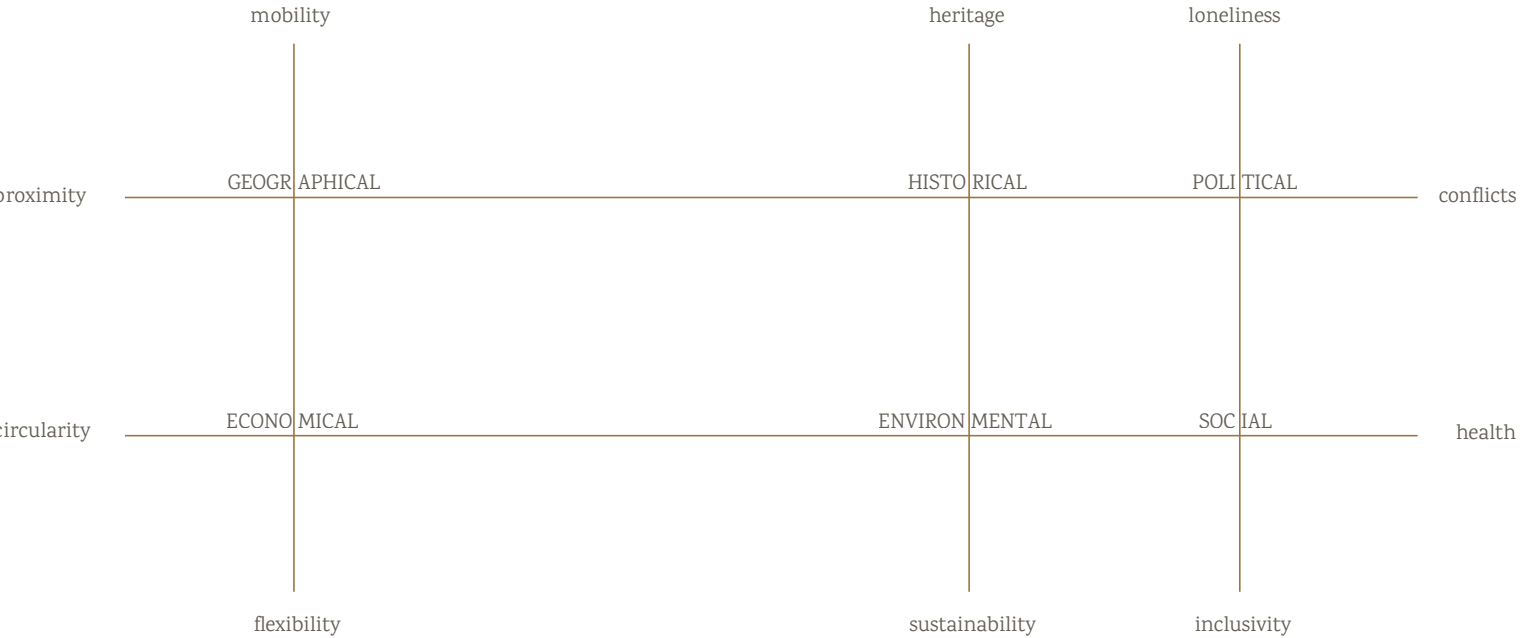 mobility heritage loneliness
GEOGRAPHICAL HISTORICAL POLITICAL
proximity conflicts
ECONOMICAL ENVIRONMENTAL SOCIAL
circularity health
flexibility sustainability inclusivity